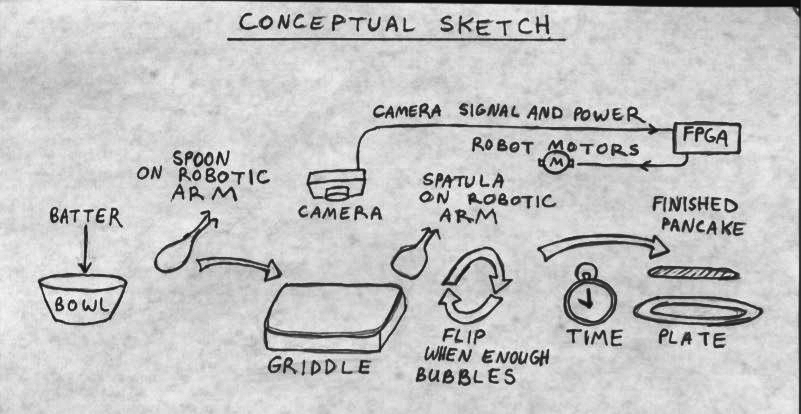 CONCEPTUAL SKETCH
CAMERA SIGNAL AND POWER
FPGA
ROBOT MOTORS
M
SPOON
ON ROBOTIC
ARM
CAMERA
SPATULA
ON ROBOTIC
ARM
FINISHED
PANCAKE
BATTER
BOWL
GRIDDLE
FLIP
WHEN ENOUGH
BUBBLES
TIME
PLATE